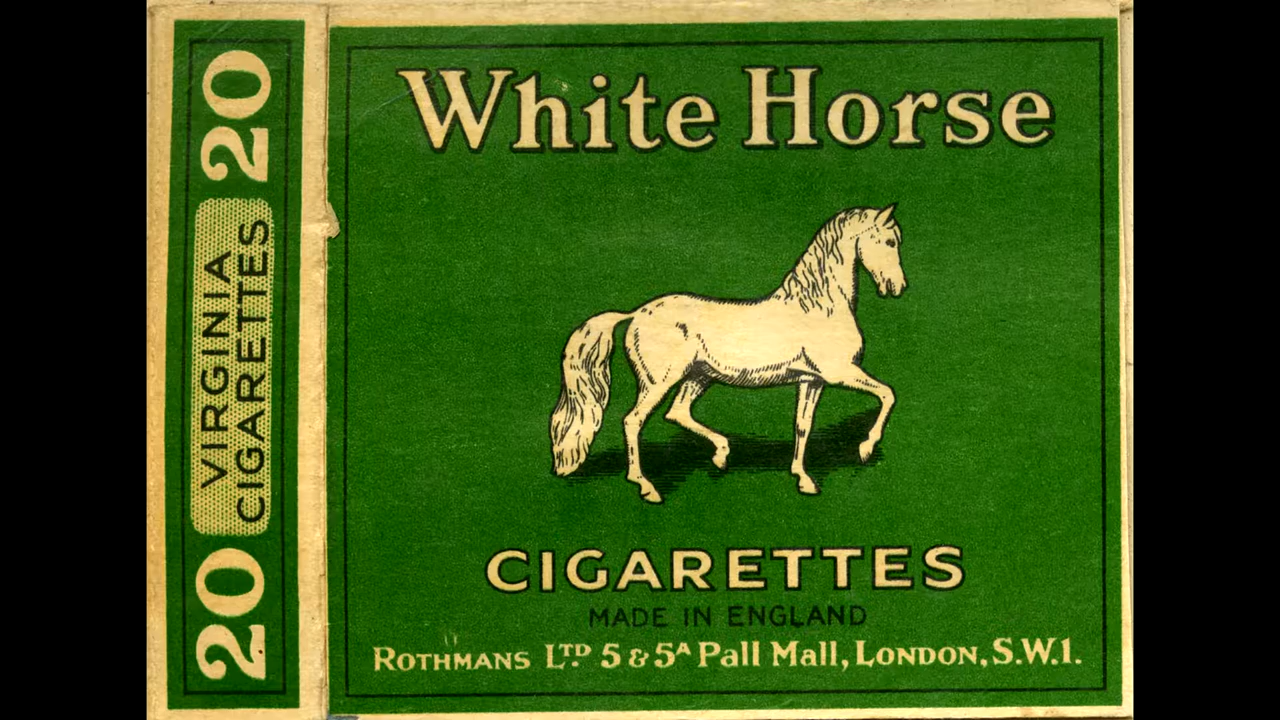 White Horse
CIGARETTES
MADE IN ENGLAND
ROTHMANS LTD 5 & 5A Pall Mall, LONDON, S.W.1.
20
VIRGINIA
CIGARETTES
20